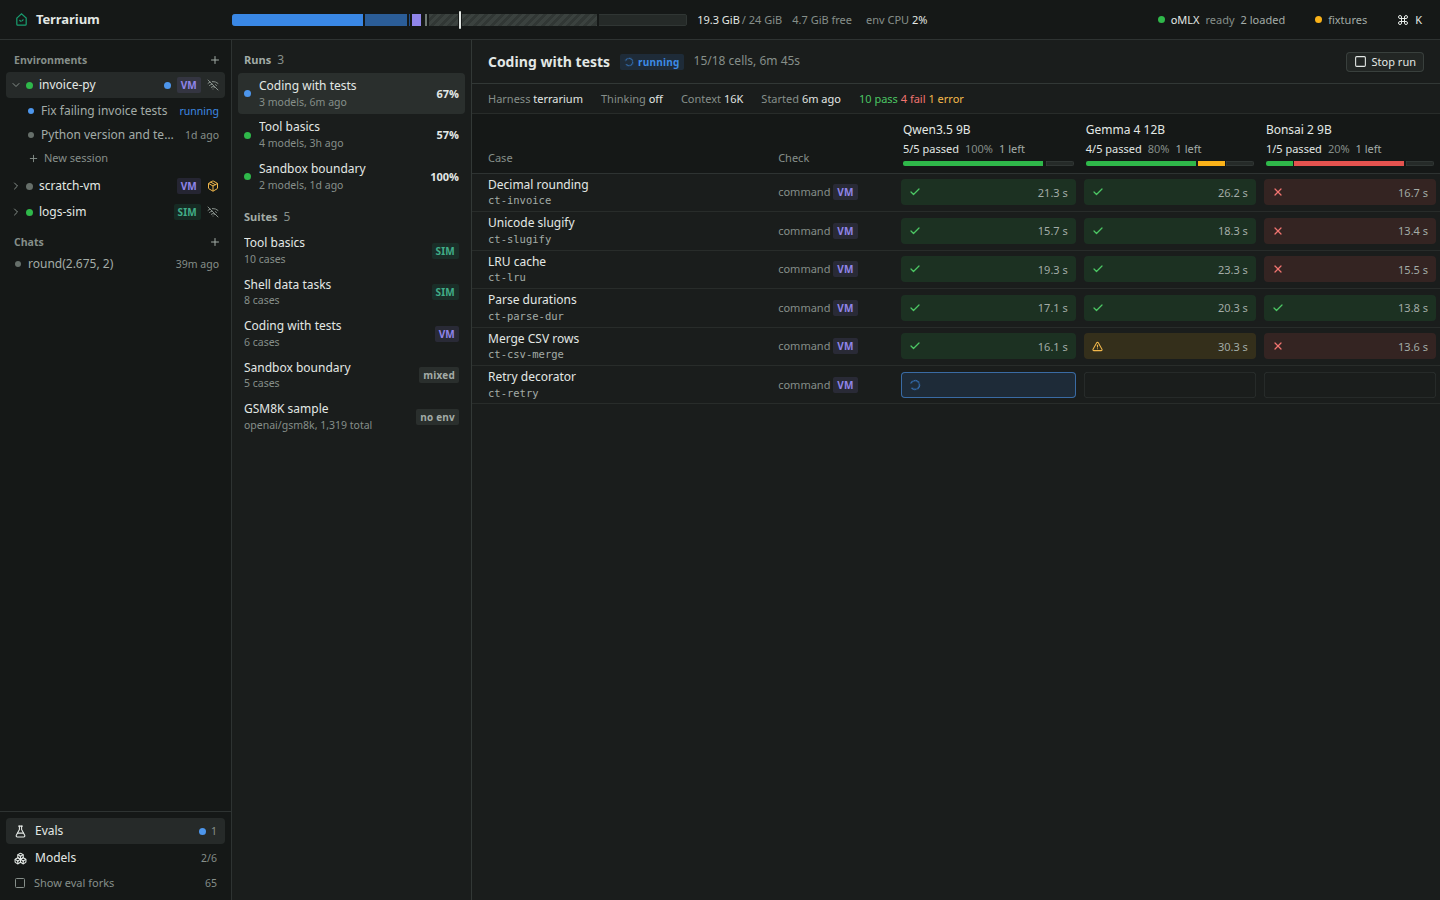 Terrarium
19.3 GiB / 24 GiB 4.7 GiB free env CPU 2%
oMLX ready 2 loaded
fixtures
⌘ K
Environments
invoice-py VM
Fix failing invoice tests running
Python version and te... 1d ago
New session
scratch-vm VM
logs-sim SIM
Chats
round(2.675, 2) 39m ago
Evals 1
Models 2/6
Show eval forks 65
Runs 3
Coding with tests
3 models, 6m ago
67%
Tool basics
4 models, 3h ago
57%
Sandbox boundary
2 models, 1d ago
100%
Suites 5
Tool basics
10 cases
SIM
Shell data tasks
8 cases
SIM
Coding with tests
6 cases
VM
Sandbox boundary
5 cases
mixed
GSM8K sample
openai/gsm8k, 1,319 total
no env
Coding with tests running 15/18 cells, 6m 45s
Stop run
Harness terrarium Thinking off Context 16K Started 6m ago 10 pass 4 fail 1 error
Case Check
Qwen3.5 9B
5/5 passed 100% 1 left
Gemma 4 12B
4/5 passed 80% 1 left
Bonsai 2 9B
1/5 passed 20% 1 left
Decimal rounding
ct-invoice
command VM 21.3 s 26.2 s 16.7 s
Unicode slugify
ct-slugify
command VM 15.7 s 18.3 s 13.4 s
LRU cache
ct-lru
command VM 19.3 s 23.3 s 15.5 s
Parse durations
ct-parse-dur
command VM 17.1 s 20.3 s 13.8 s
Merge CSV rows
ct-csv-merge
command VM 16.1 s 30.3 s 13.6 s
Retry decorator
ct-retry
command VM